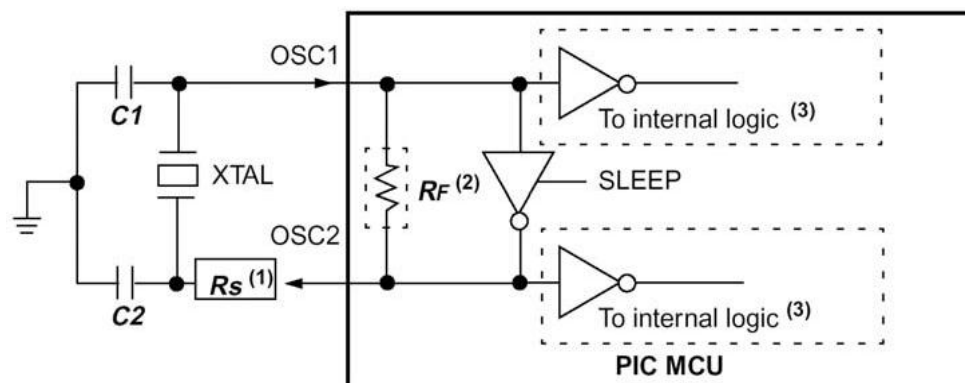 OSC1
C1
To internal logic (3)
XTAL
RF (2)
SLEEP
OSC2
Rs (1)
C2
To internal logic (3)
PIC MCU